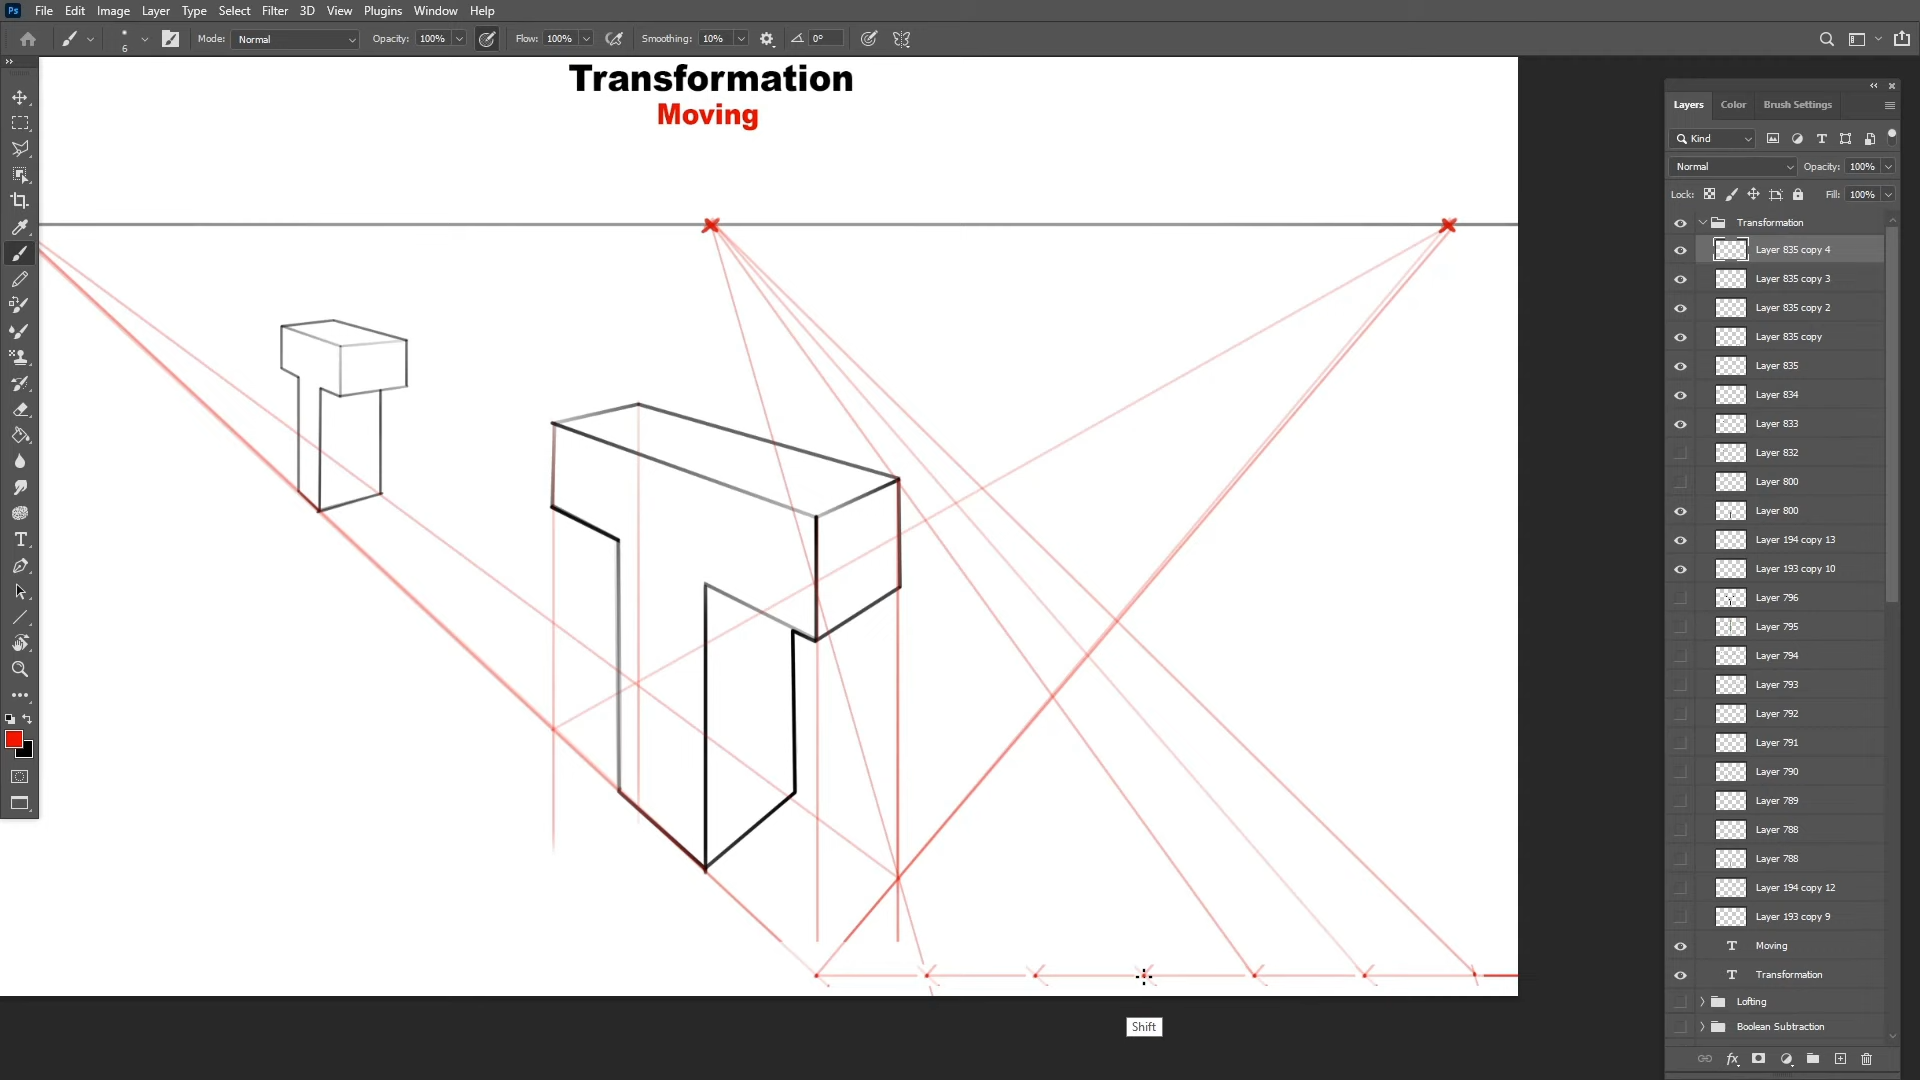 Ps File Edit Image Layer Type Select Filter 3D View Plugins Window Help
6 Mode: Normal Opacity: 100% Flow: 100% Smoothing: 10% 0°
Transformation
Moving
Shift
Layers Color Brush Settings
Kind
Normal Opacity: 100%
Lock: Fill: 100%
Transformation
Layer 835 copy 4
Layer 835 copy 3
Layer 835 copy 2
Layer 835 copy
Layer 835
Layer 834
Layer 833
Layer 832
Layer 800
Layer 800
Layer 194 copy 13
Layer 193 copy 10
Layer 796
Layer 795
Layer 794
Layer 793
Layer 792
Layer 791
Layer 790
Layer 789
Layer 788
Layer 788
Layer 194 copy 12
Layer 193 copy 9
Moving
Transformation
Lofting
Boolean Subtraction
fx